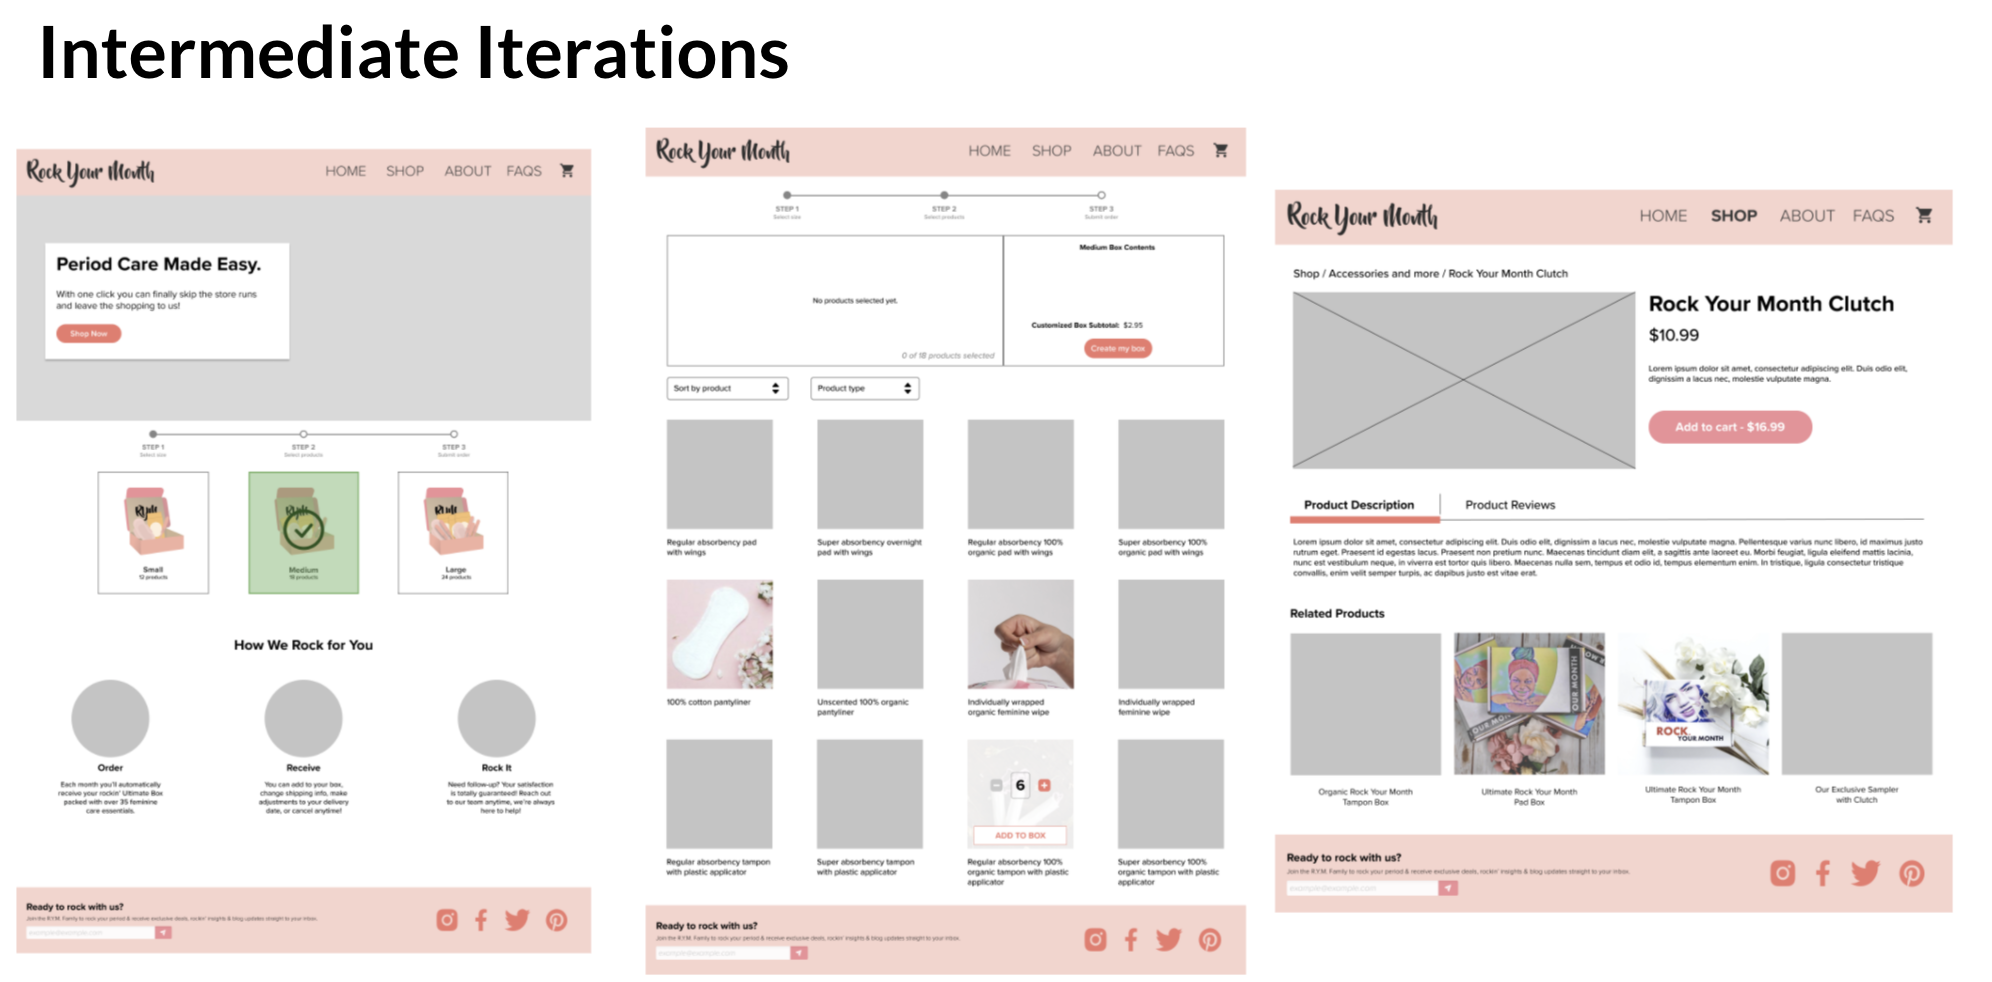 Intermediate Iterations
Rock Your Month
HOME SHOP ABOUT FAQS
Period Care Made Easy.
With one click you can finally skip the store runs
and leave the shopping to us!
Shop Now
STEP 1 STEP 2 STEP 3
Select size Select products Submit order
Small
12 products
Medium
18 products
Large
24 products
How We Rock for You
Order
Each month you'll automatically
receive your rockin' Ultimate Box
packed with over 35 feminine
care essentials.
Receive
You can add to your box,
change shipping info, make
adjustments to your delivery
date, or cancel anytime!
Rock It
Need follow-up? Your satisfaction
is totally guaranteed! Reach out
to our team anytime, we're always
here to help!
Ready to rock with us?
Join the R.Y.M. Family to rock your period & receive exclusive deals, rockin' insights & blog updates straight to your inbox.
example@example.com
Rock Your Month
HOME SHOP ABOUT FAQS
STEP 1 STEP 2 STEP 3
Select size Select products Submit order
No products selected yet.
0 of 18 products selected
Medium Box Contents
Customized Box Subtotal: $2.95
Create my box
Sort by product
Product type
Regular absorbency pad
with wings
Super absorbency overnight
pad with wings
Regular absorbency 100%
organic pad with wings
Super absorbency 100%
organic pad with wings
100% cotton pantyliner
Unscented 100% organic
pantyliner
Individually wrapped
organic feminine wipe
Individually wrapped
feminine wipe
6
ADD TO BOX
Regular absorbency tampon
with plastic applicator
Super absorbency tampon
with plastic applicator
Regular absorbency 100%
organic tampon with plastic
applicator
Super absorbency 100%
organic tampon with plastic
applicator
Ready to rock with us?
Join the R.Y.M. Family to rock your period & receive exclusive deals, rockin' insights & blog updates straight to your inbox.
example@example.com
Rock Your Month
HOME SHOP ABOUT FAQS
Shop / Accessories and more / Rock Your Month Clutch
Rock Your Month Clutch
$10.99
Lorem ipsum dolor sit amet, consectetur adipiscing elit. Duis odio elit,
dignissim a lacus nec, molestie vulputate magna.
Add to cart - $16.99
Product Description
Product Reviews
Lorem ipsum dolor sit amet, consectetur adipiscing elit. Duis odio elit, dignissim a lacus nec, molestie vulputate magna. Pellentesque varius nunc libero, id maximus justo
rutrum eget. Praesent id egestas lacus. Praesent non pretium nunc. Maecenas tincidunt diam elit, a sagittis ante laoreet eu. Morbi feugiat, ligula eleifend mattis lacinia,
nunc est vestibulum neque, in viverra est tortor quis libero. Maecenas nulla sem, tempus et odio id, tempus elementum enim. In tristique, ligula consectetur tristique
convallis, enim velit semper turpis, ac dapibus justo est vitae erat.
Related Products
OUR MONTH
ROCK
YOUR MONTH
Organic Rock Your Month
Tampon Box
Ultimate Rock Your Month
Pad Box
Ultimate Rock Your Month
Tampon Box
Our Exclusive Sampler
with Clutch
Ready to rock with us?
Join the R.Y.M. Family to rock your period & receive exclusive deals, rockin' insights & blog updates straight to your inbox.
example@example.com